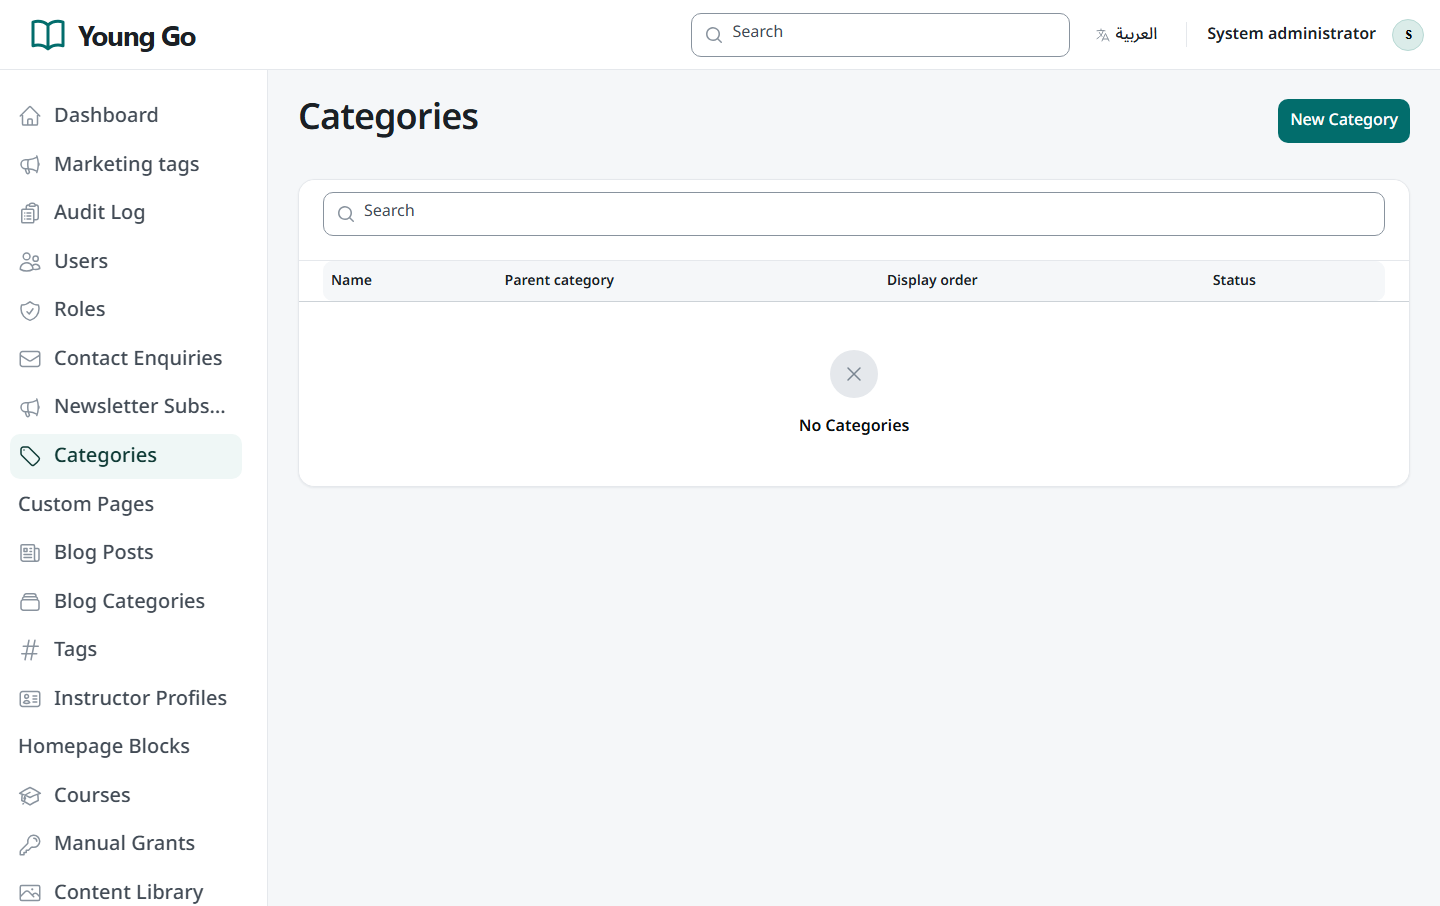 Young Go
Search
العربية
System administrator
S
Dashboard
Marketing tags
Audit Log
Users
Roles
Contact Enquiries
Newsletter Subs...
Categories
Custom Pages
Blog Posts
Blog Categories
Tags
Instructor Profiles
Homepage Blocks
Courses
Manual Grants
Content Library
Categories
New Category
Search
Name Parent category Display order Status
No Categories